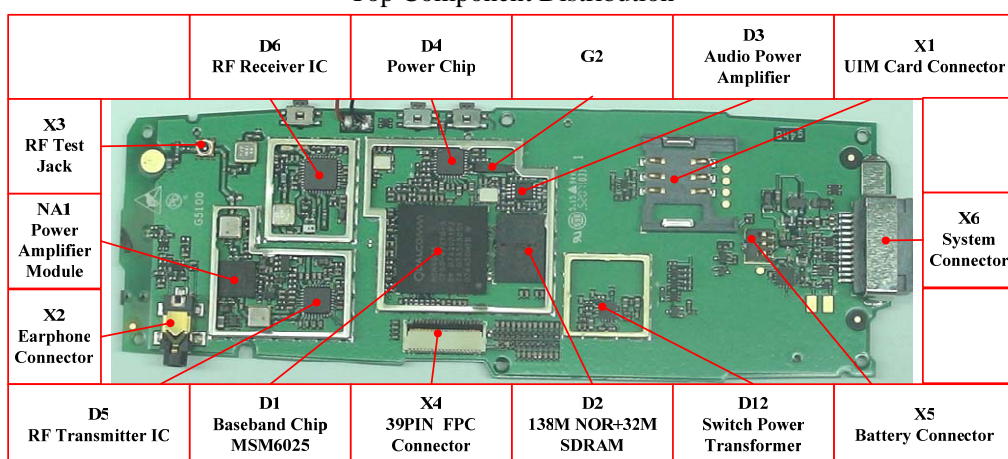 Top Component Distribution
D6
RF Receiver IC
D4
Power Chip
G2
D3
Audio Power
Amplifier
X1
UIM Card Connector
X3
RF Test
Jack
NA1
Power
Amplifier
Module
X2
Earphone
Connector
G5100
QUALCOMM
X6
System
Connector
D5
RF Transmitter IC
D1
Baseband Chip
MSM6025
X4
39PIN FPC
Connector
D2
138M NOR+32M
SDRAM
D12
Switch Power
Transformer
X5
Battery Connector